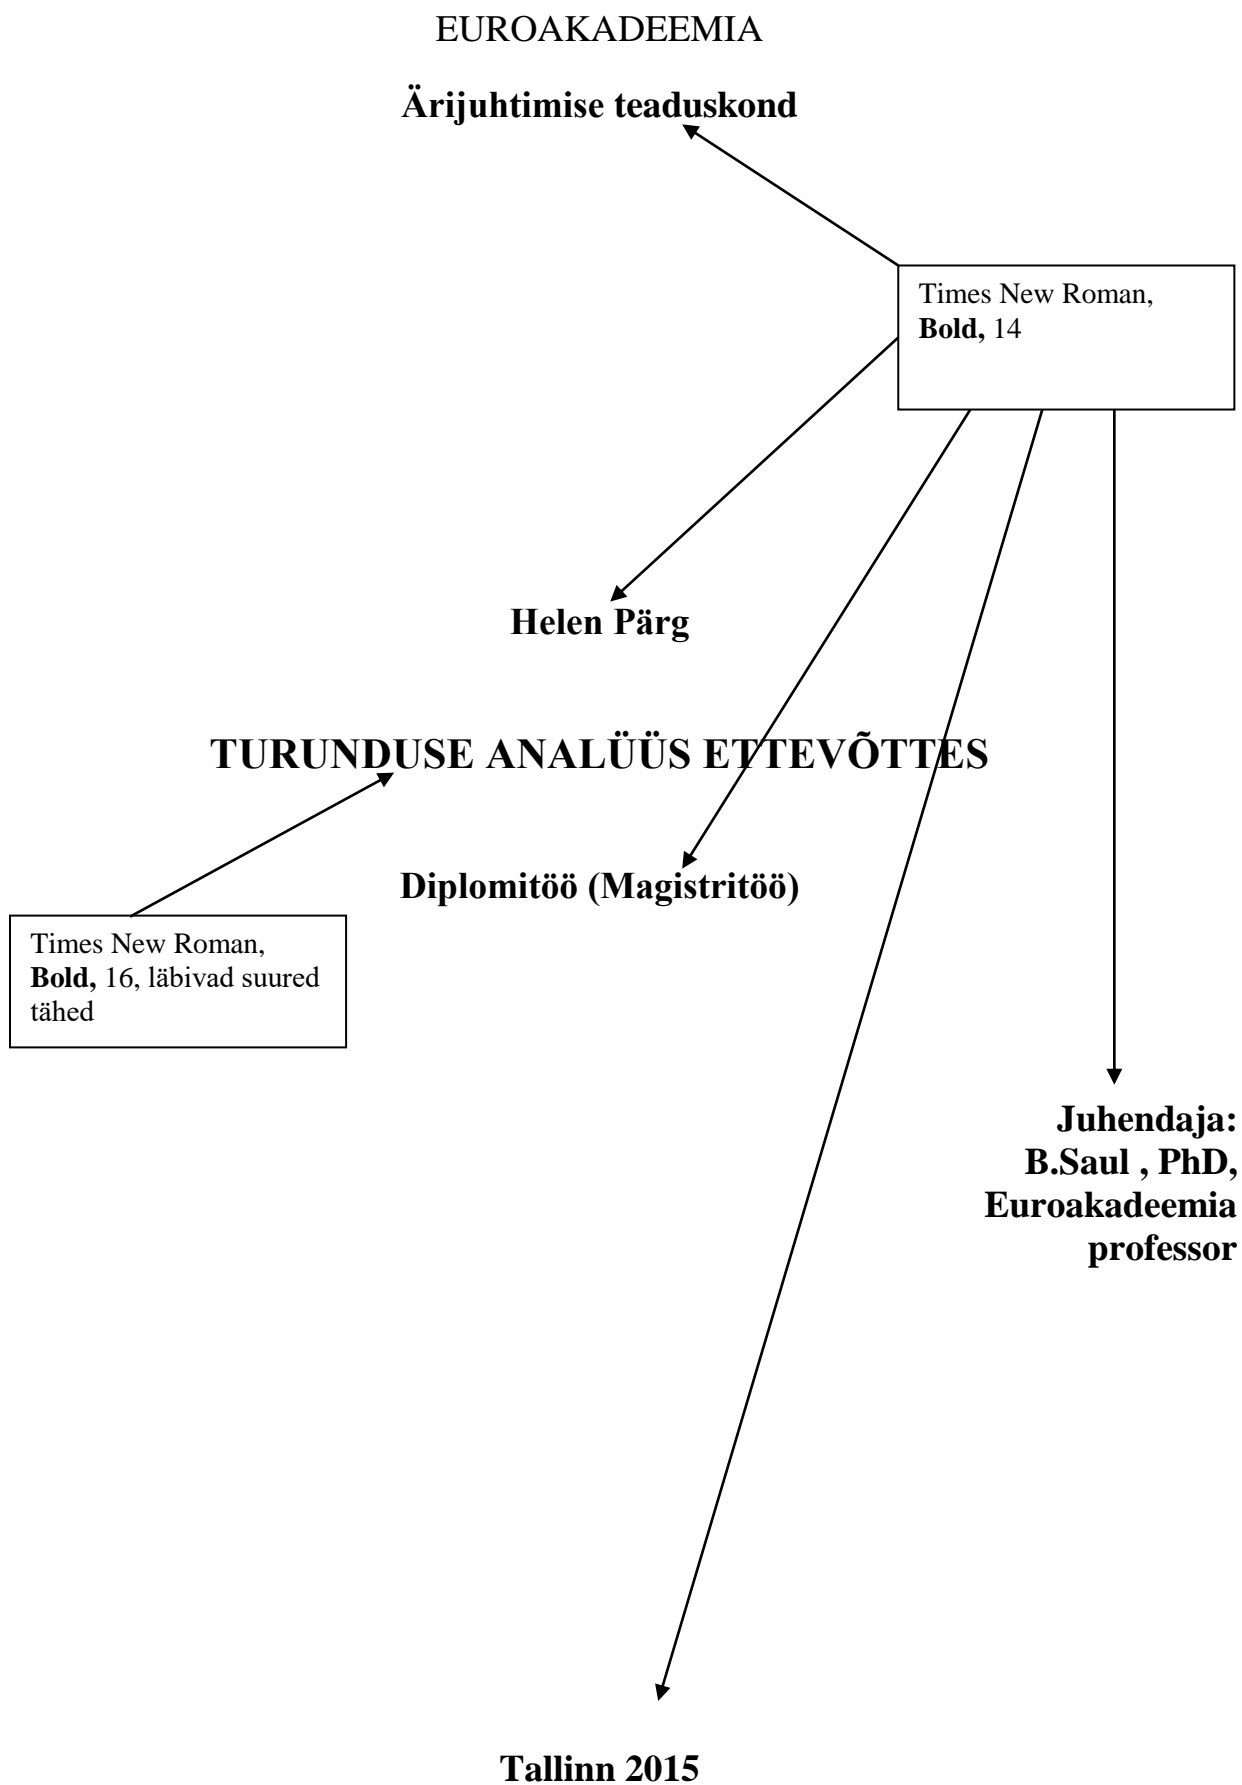 EUROAKADEEMIA
Ärijuhtimise teaduskond
Times New Roman,
Bold, 14
Helen Pärg
TURUNDUSE ANALÜÜS ETTEVÕTTES
Diplomitöö (Magistritöö)
Times New Roman,
Bold, 16, läbivad suured
tähed
Juhendaja:
B.Saul , PhD,
Euroakadeemia
professor
Tallinn 2015